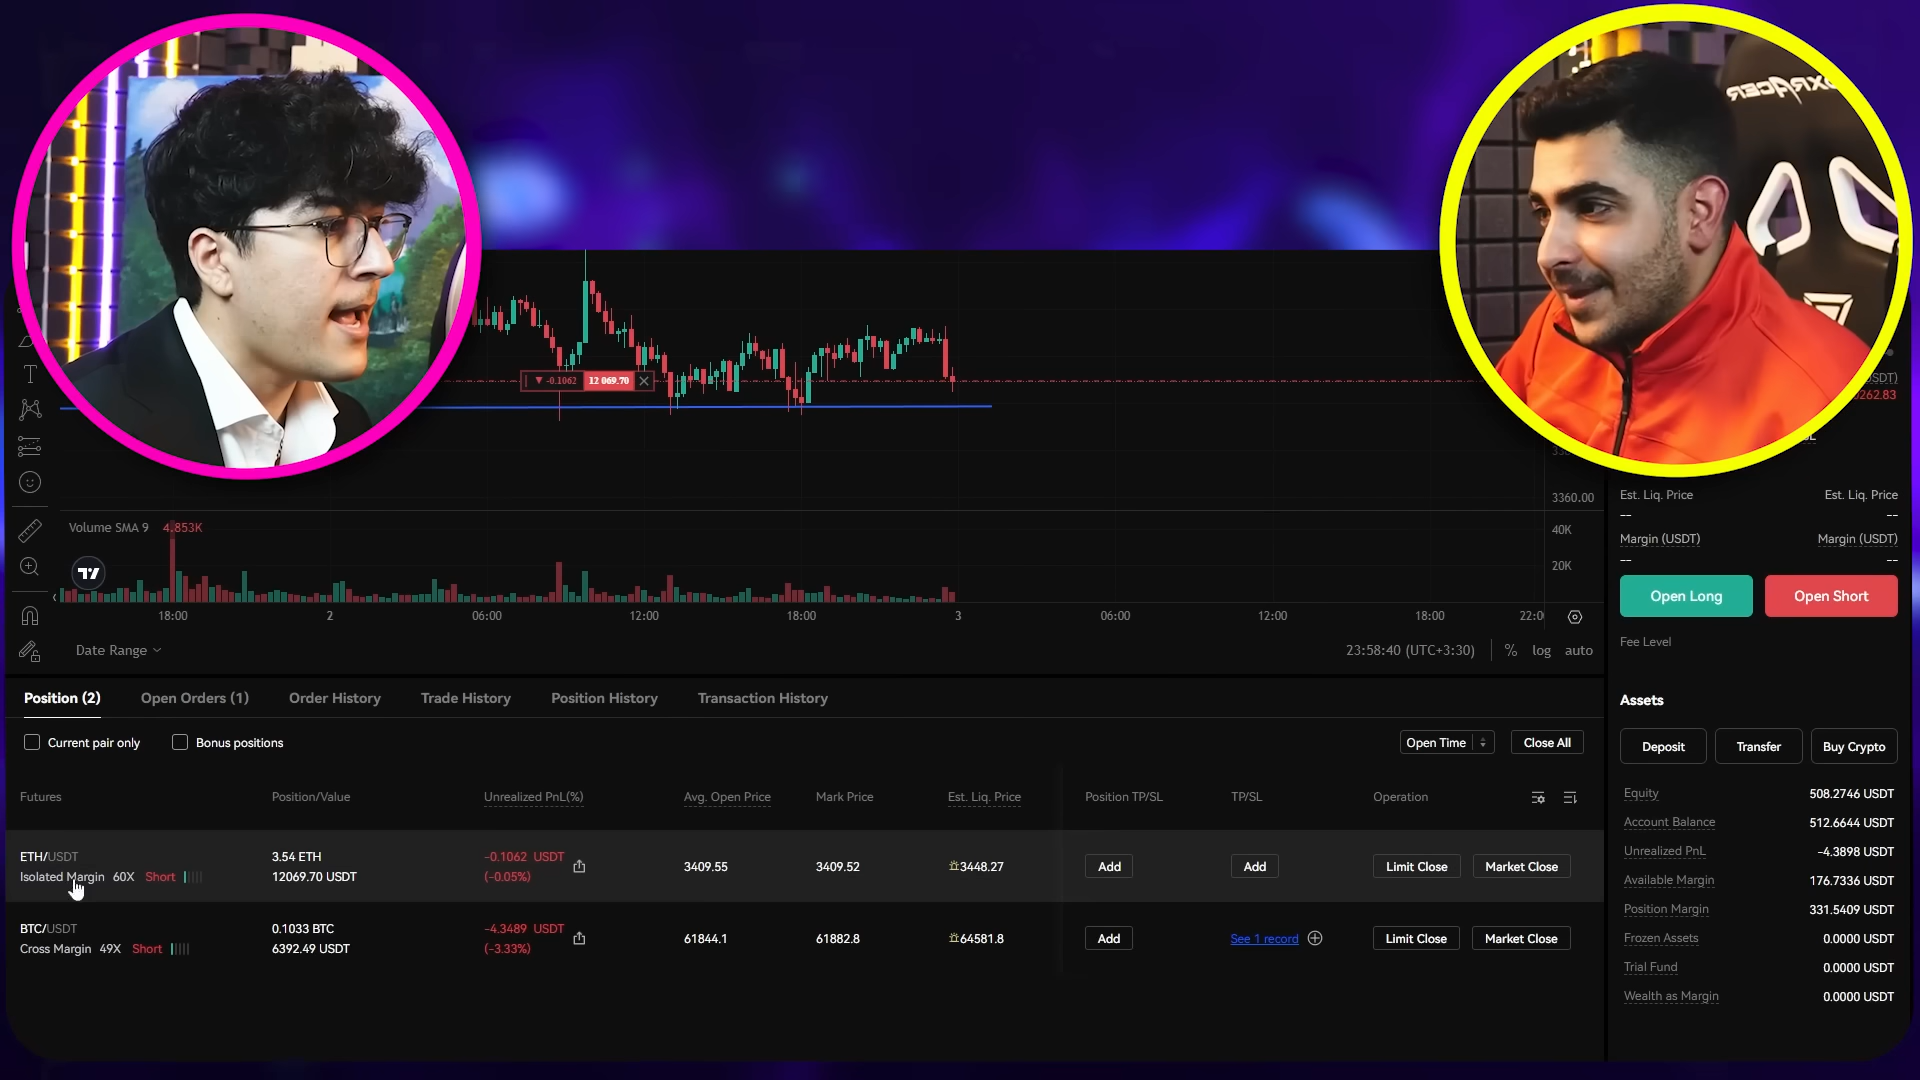 -0.1062 12 069.70
3360.00
262.83
Est. Liq. Price Est. Liq. Price
-- --
Margin (USDT) Margin (USDT)
-- --
Open Long Open Short
Fee Level
Volume SMA 9 4.853K
40K
20K
18:00 2 06:00 12:00 18:00 3 06:00 12:00 18:00
Date Range 23:58:40 (UTC+3:30) % log auto
Position (2) Open Orders (1) Order History Trade History Position History Transaction History
Current pair only Bonus positions Open Time Close All
Futures Position/Value Unrealized PnL(%) Avg. Open Price Mark Price Est. Liq. Price Position TP/SL TP/SL Operation
ETH/USDT 3.54 ETH -0.1062 USDT 3409.55 3409.52 3448.27 Add Add Limit Close Market Close
Isolated Margin 60X Short 12069.70 USDT (-0.05%)
BTC/USDT 0.1033 BTC -4.3489 USDT 61844.1 61882.8 64581.8 Add See 1 record Limit Close Market Close
Cross Margin 49X Short 6392.49 USDT (-3.33%)
Assets
Deposit Transfer Buy Crypto
Equity 508.2746 USDT
Account Balance 512.6644 USDT
Unrealized PnL -4.3898 USDT
Available Margin 176.7336 USDT
Position Margin 331.5409 USDT
Frozen Assets 0.0000 USDT
Trial Fund 0.0000 USDT
Wealth as Margin 0.0000 USDT